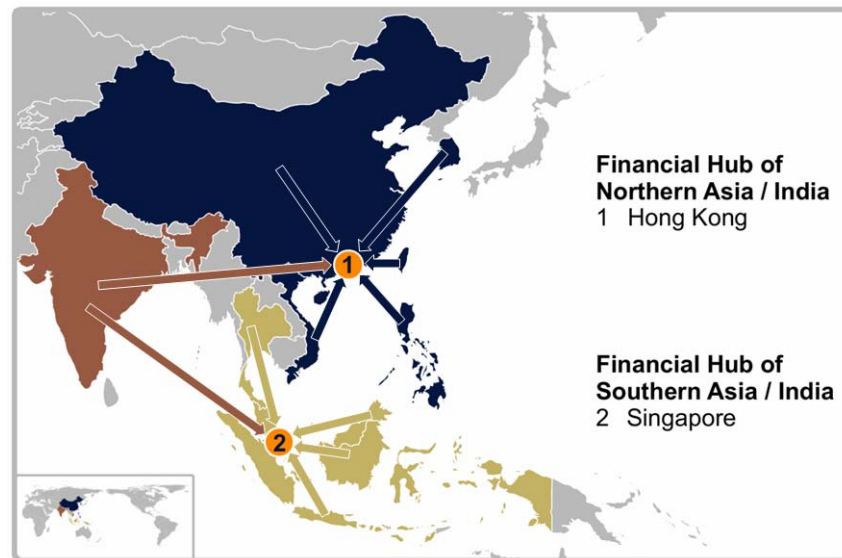 Financial Hub of
Northern Asia / India
1 Hong Kong
1
Financial Hub of
Southern Asia / India
2 Singapore
2